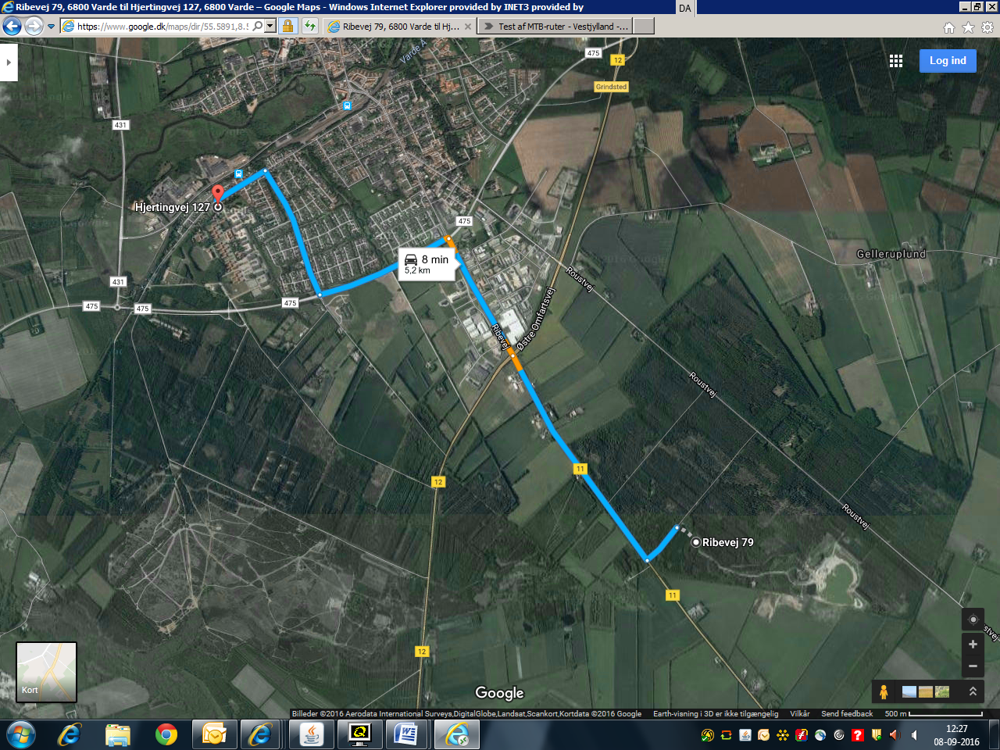 Ribevej 79, 6800 Varde til Hjertingvej 127, 6800 Varde – Google Maps - Windows Internet Explorer provided by INET3 provided by
DA
https://www.google.dk/maps/dir/55.5891,8.5
Ribevej 79, 6800 Varde til Hj...
Test af MTB-ruter - Vestjylland -...
Log ind
Varde Å
475
12
Grindsted
431
Hjertingvej 127
475
8 min
5,2 km
Gelleruplund
Roustvej
431
475
475
475
Østre Omfartsvej
Ribevej
Roustvej
11
12
Roustvej
Ribevej 79
11
12
Kort
Google
Billeder ©2016 Aerodata International Surveys,DigitalGlobe,Landsat,Scankort,Kortdata ©2016 Google
Earth-visning i 3D er ikke tilgængelig
Vilkår
Send feedback
500 m
12:27
08-09-2016